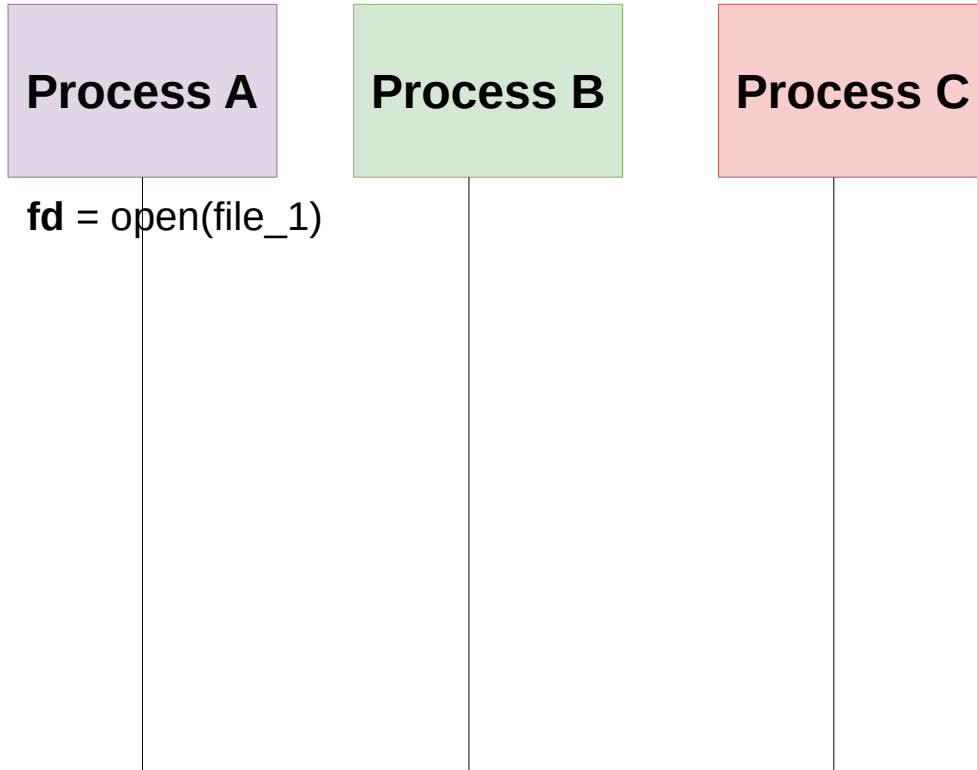 Process A
Process B
Process C
fd = open(file_1)